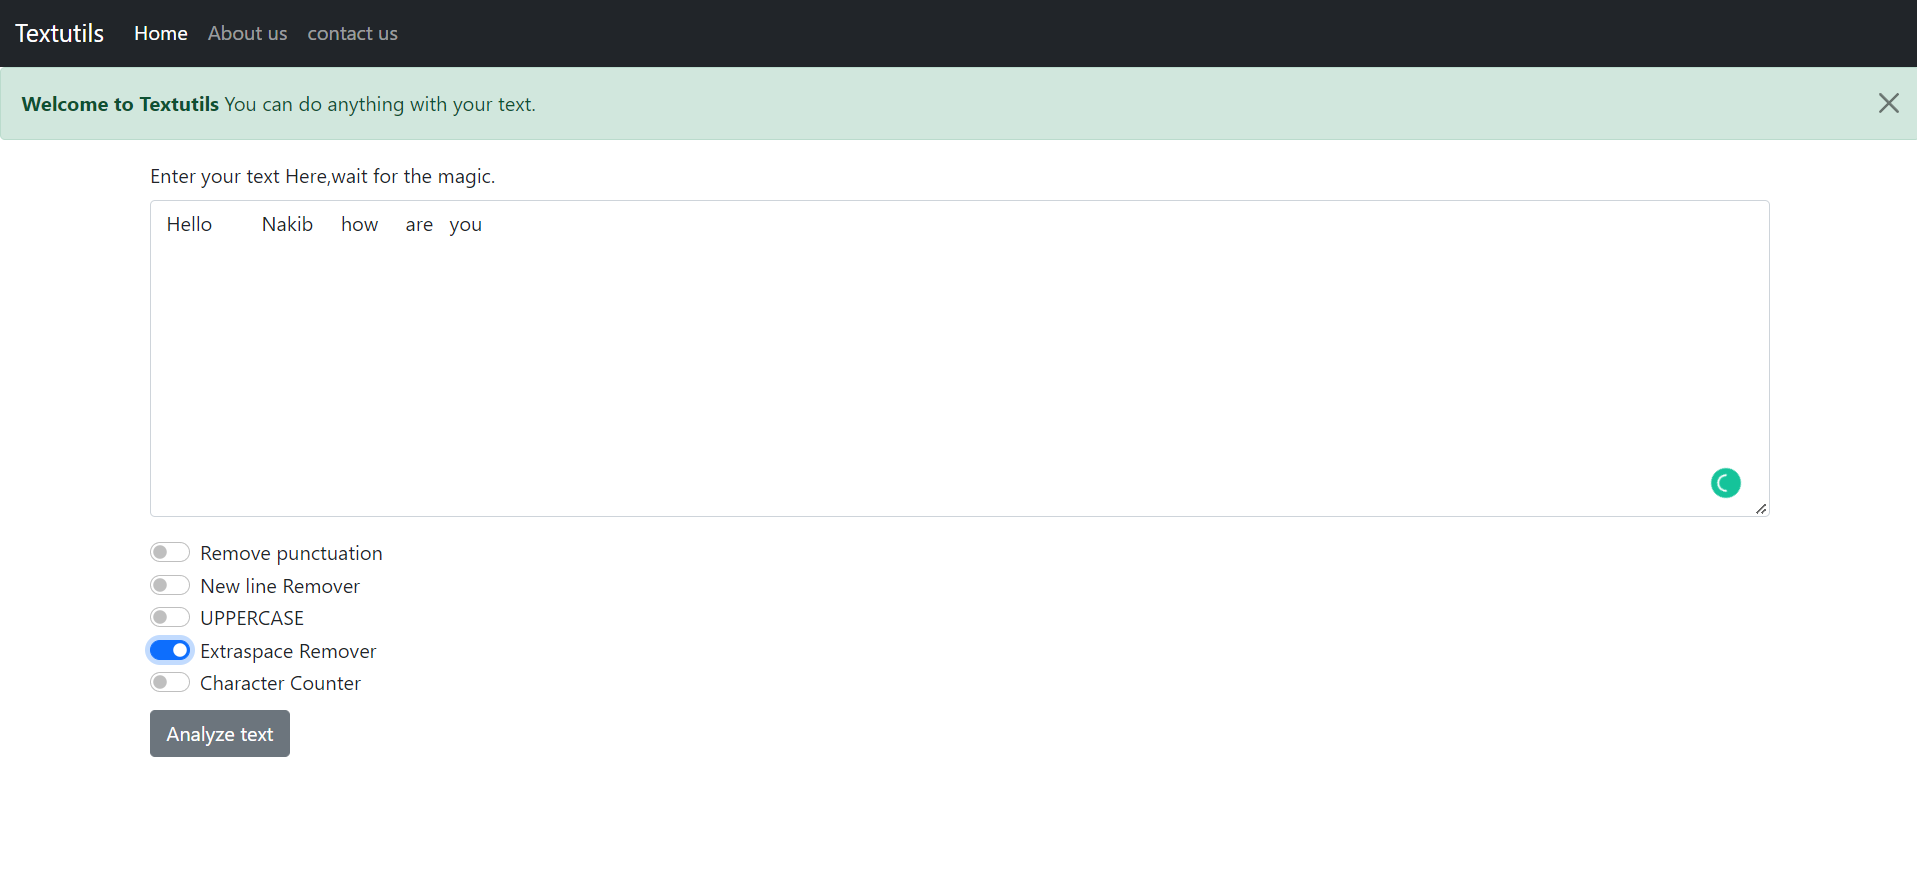 Textutils Home About us contact us
Welcome to Textutils You can do anything with your text.
Enter your text Here,wait for the magic.
Hello Nakib how are you
Remove punctuation
New line Remover
UPPERCASE
Extraspace Remover
Character Counter
Analyze text